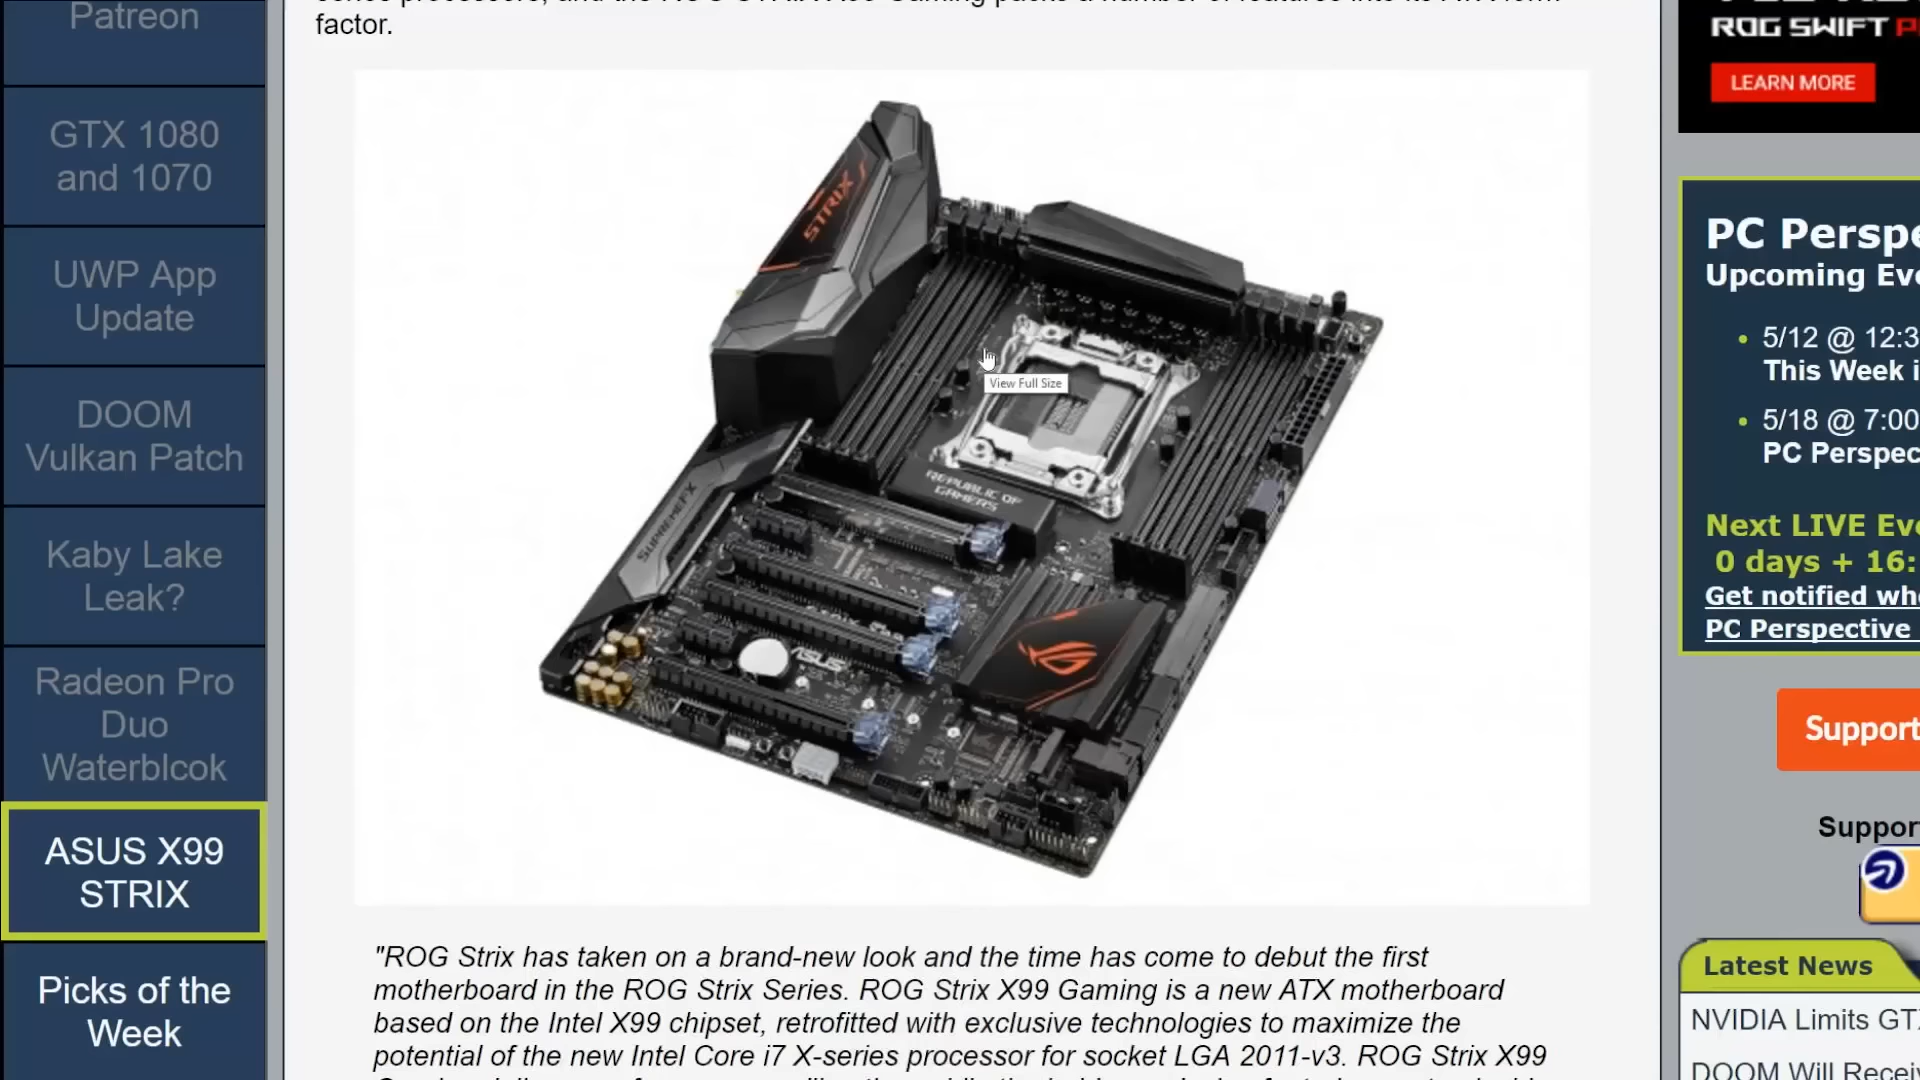 Patreon
GTX 1080
and 1070
UWP App
Update
DOOM
Vulkan Patch
Kaby Lake
Leak?
Radeon Pro
Duo
Waterblcok
ASUS X99
STRIX
Picks of the
Week
factor.
STRIX
View Full Size
REPUBLIC OF
GAMERS
SUPREMEFX
ASUS
"ROG Strix has taken on a brand-new look and the time has come to debut the first
motherboard in the ROG Strix Series. ROG Strix X99 Gaming is a new ATX motherboard
based on the Intel X99 chipset, retrofitted with exclusive technologies to maximize the
potential of the new Intel Core i7 X-series processor for socket LGA 2011-v3. ROG Strix X99
ROG SWIFT
LEARN MORE
PC Perspe
Upcoming Eve
5/12 @ 12:3
This Week i
5/18 @ 7:00
PC Perspec
Next LIVE Eve
0 days + 16:
Get notified whe
PC Perspective
Support
Support
Latest News
NVIDIA Limits GT
DOOM Will Receiv